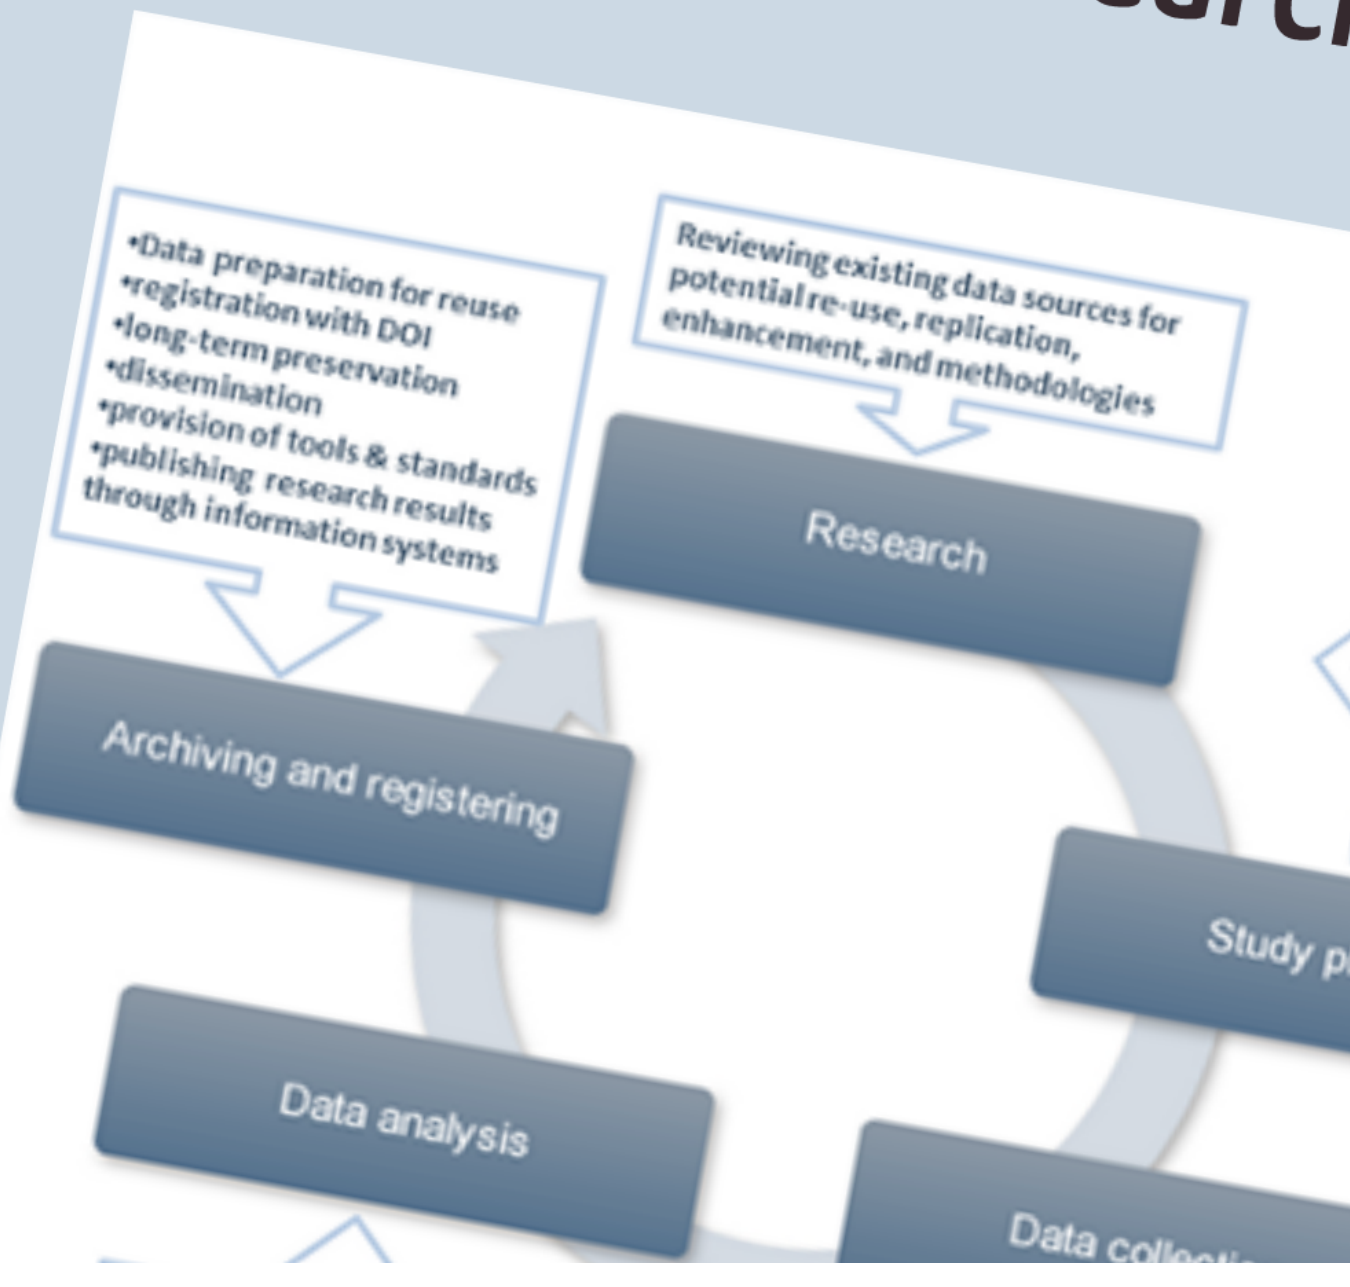 •Data preparation for reuse
•registration with DOI
•long-term preservation
•dissemination
•provision of tools & standards
•publishing research results
through information systems
Reviewing existing data sources for
potential re-use, replication,
enhancement, and methodologies
Research
Archiving and registering
Study
Data analysis
Data